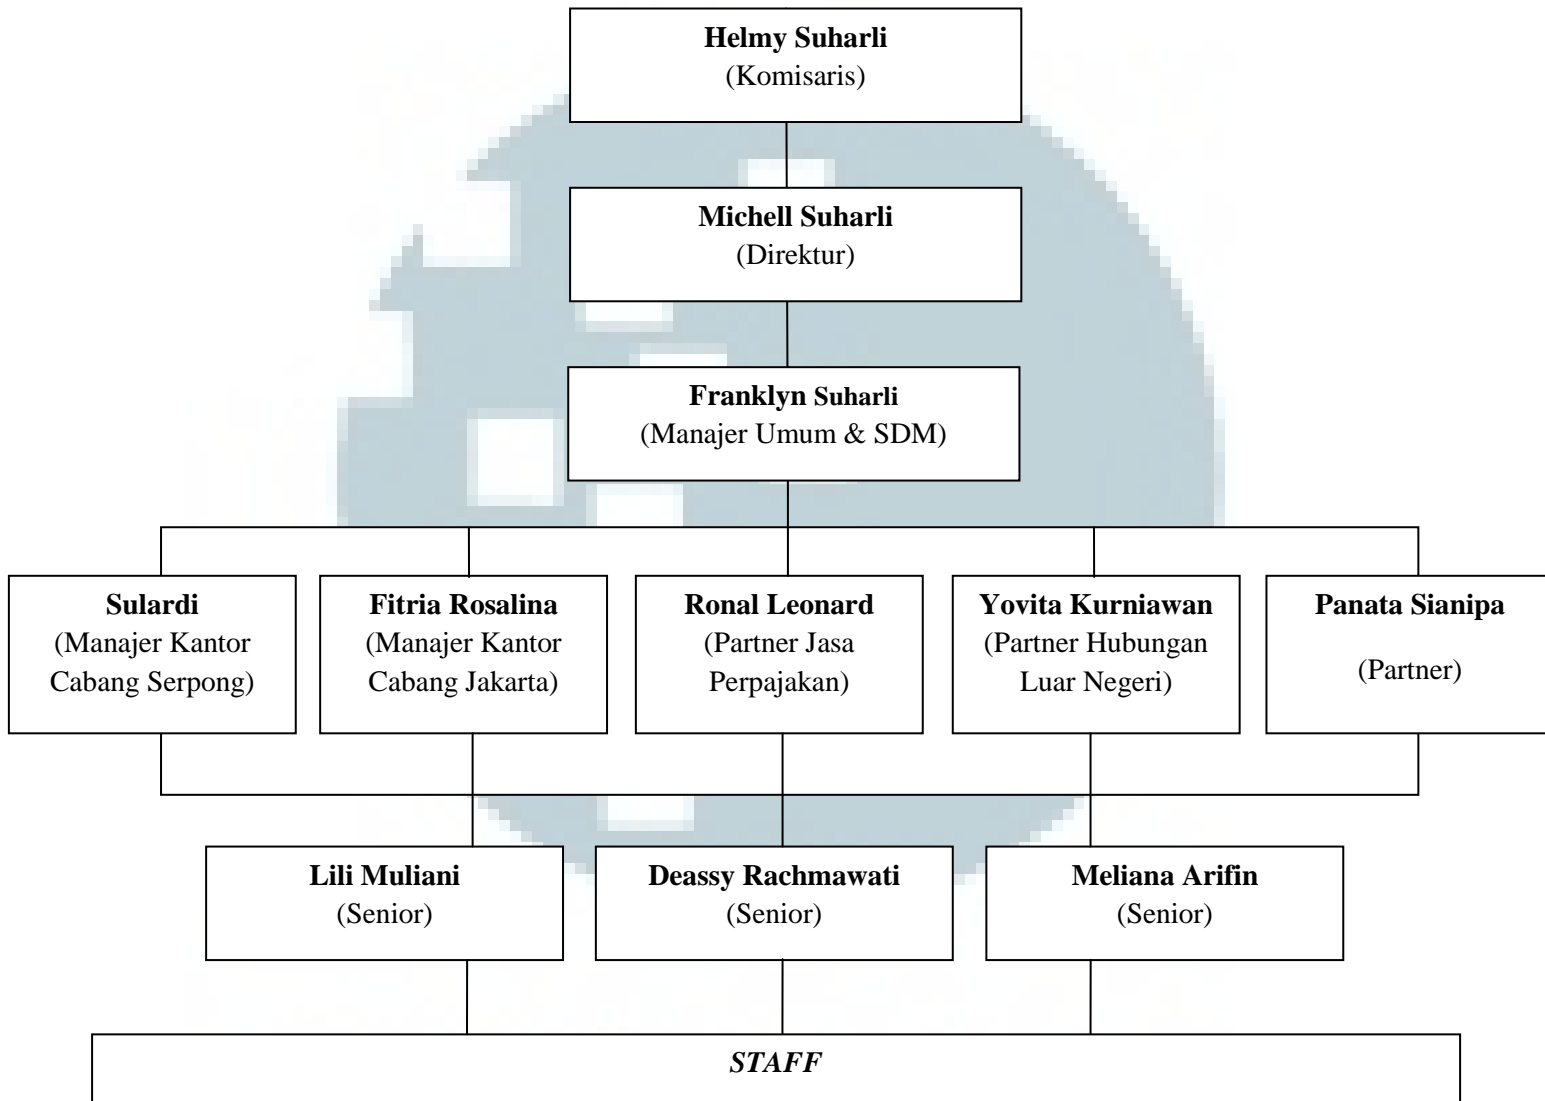 Helmy Suharli
(Komisaris)
Michell Suharli
(Direktur)
Franklyn Suharli
(Manajer Umum & SDM)
Sulardi
(Manajer Kantor
Cabang Serpong)
Fitria Rosalina
(Manajer Kantor
Cabang Jakarta)
Ronal Leonard
(Partner Jasa
Perpajakan)
Yovita Kurniawan
(Partner Hubungan
Luar Negeri)
Panata Sianipa
(Partner)
Lili Muliani
(Senior)
Deassy Rachmawati
(Senior)
Meliana Arifin
(Senior)
STAFF